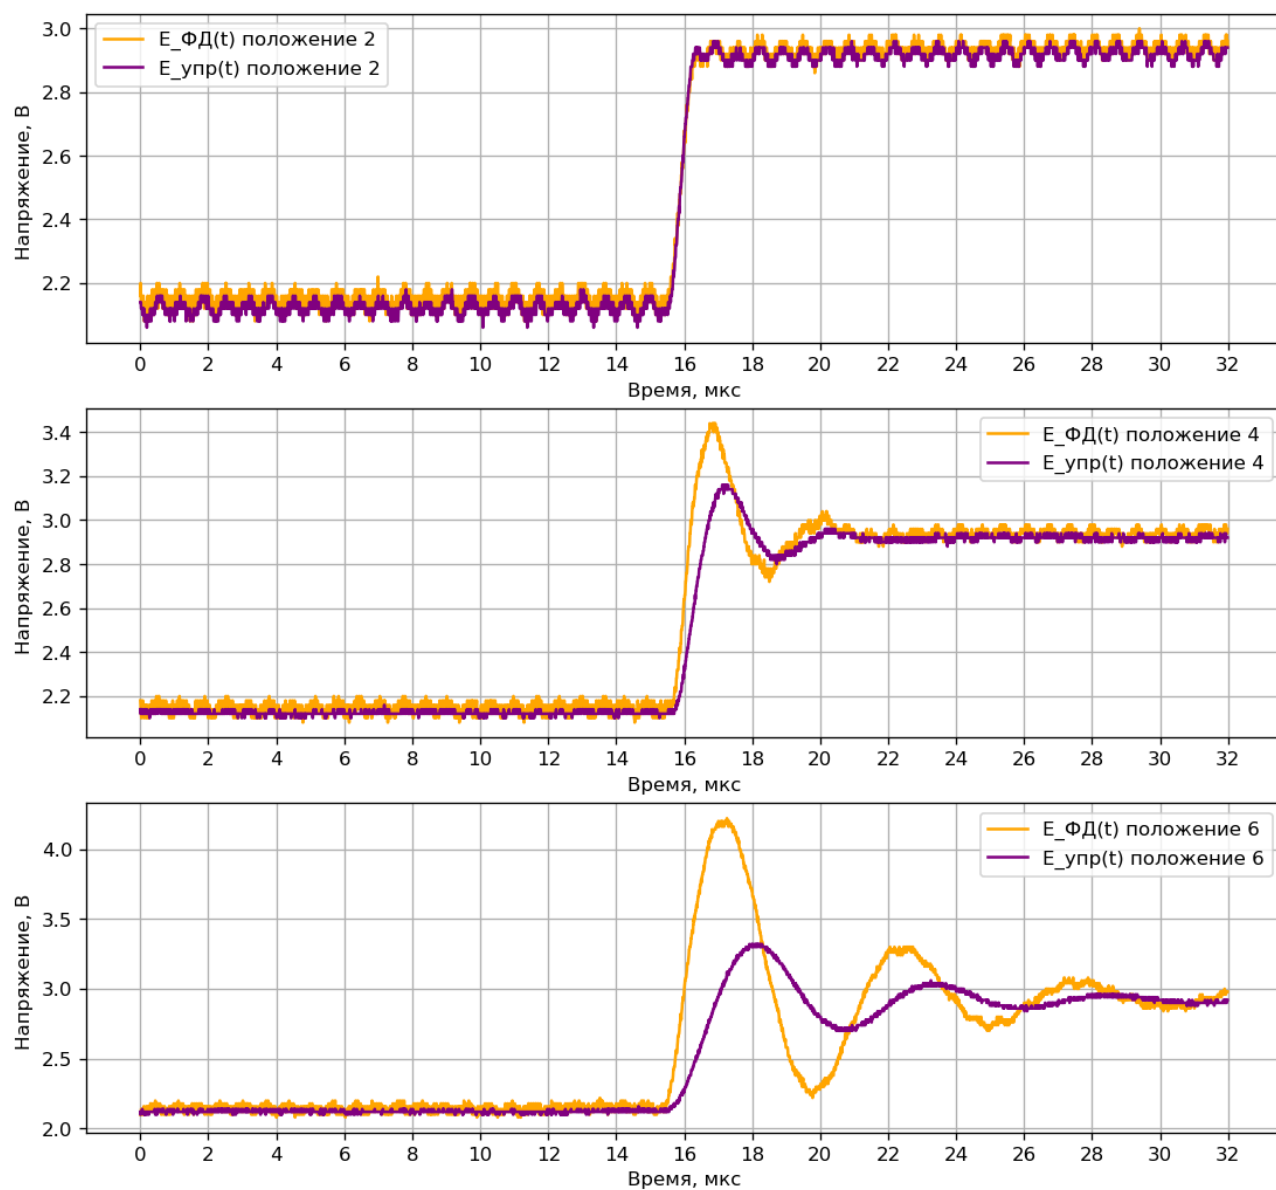 3.0
2.8
2.6
2.4
2.2
Напряжение, В
E_ФД(t) положение 2
E_упр(t) положение 2
0 2 4 6 8 10 12 14 16 18 20 22 24 26 28 30 32
Время, мкс
3.4
3.2
3.0
2.8
2.6
2.4
2.2
Напряжение, В
E_ФД(t) положение 4
E_упр(t) положение 4
0 2 4 6 8 10 12 14 16 18 20 22 24 26 28 30 32
Время, мкс
4.0
3.5
3.0
2.5
2.0
Напряжение, В
E_ФД(t) положение 6
E_упр(t) положение 6
0 2 4 6 8 10 12 14 16 18 20 22 24 26 28 30 32
Время, мкс